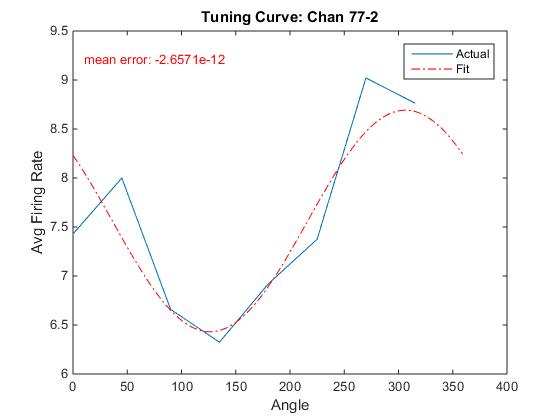 Tuning Curve: Chan 77-2
mean error: -2.6571e-12
Actual
Fit
Avg Firing Rate
9.5
9
8.5
8
7.5
7
6.5
6
0 50 100 150 200 250 300 350 400
Angle